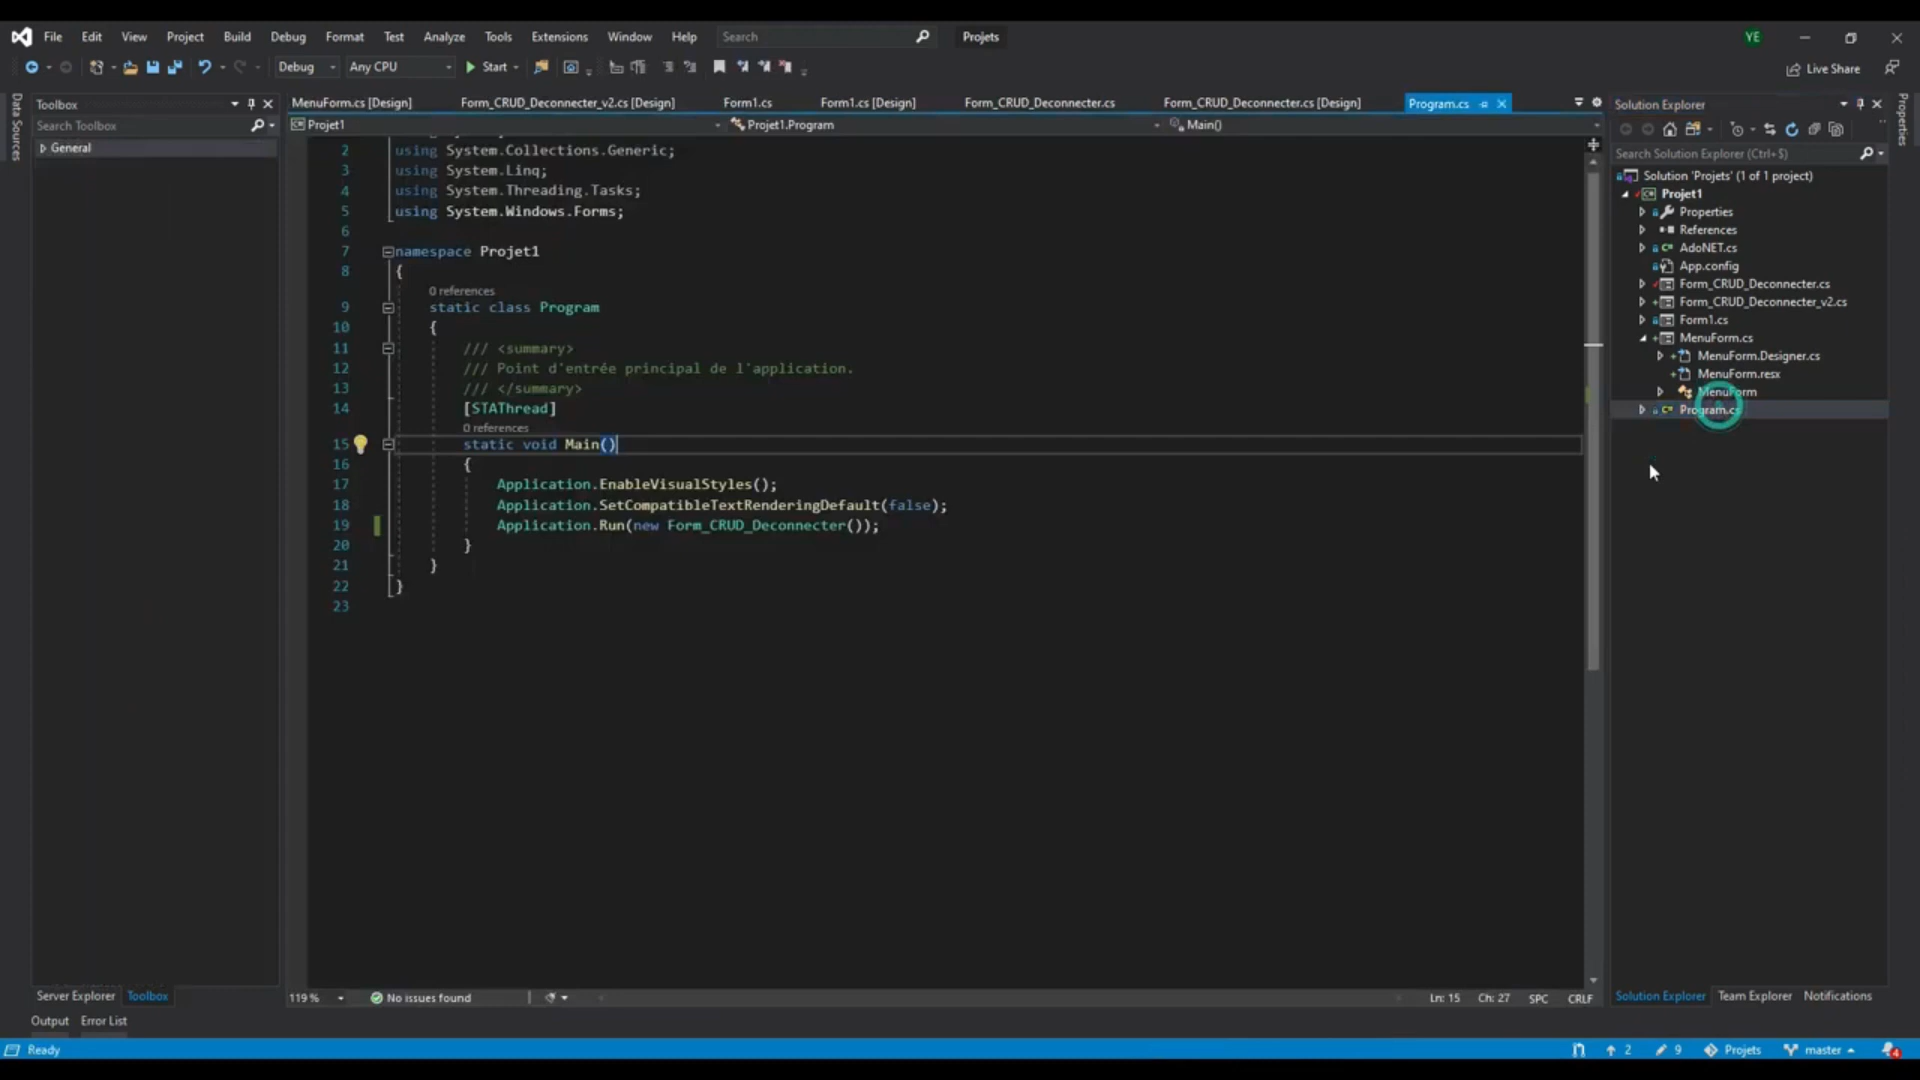 File Edit View Project Build Debug Format Test Analyze Tools Extensions Window Help Search Projets YE
Debug Any CPU Start Live Share
Data Sources
Toolbox
Search Toolbox
General
MenuForm.cs [Design] Form_CRUD_Deconnecter_v2.cs [Design] Form1.cs Form1.cs [Design] Form_CRUD_Deconnecter.cs Form_CRUD_Deconnecter.cs [Design] Program.cs
Projet1 Projet1.Program Main()
2 using System.Collections.Generic;
3 using System.Linq;
4 using System.Threading.Tasks;
5 using System.Windows.Forms;
6
7 namespace Projet1
8 {
0 references
9 static class Program
10 {
11 /// <summary>
12 /// Point d'entrée principal de l'application.
13 /// </summary>
14 [STAThread]
0 references
15 static void Main()
16 {
17 Application.EnableVisualStyles();
18 Application.SetCompatibleTextRenderingDefault(false);
19 Application.Run(new Form_CRUD_Deconnecter());
20 }
21 }
22 }
23
119 % No issues found Ln: 15 Ch: 27 SPC CRLF
Solution Explorer
Search Solution Explorer (Ctrl+$)
Solution 'Projets' (1 of 1 project)
Projet1
Properties
References
AdoNET.cs
App.config
Form_CRUD_Deconnecter.cs
Form_CRUD_Deconnecter_v2.cs
Form1.cs
MenuForm.cs
MenuForm.Designer.cs
MenuForm.resx
MenuForm
Program.cs
Properties
Server Explorer Toolbox
Solution Explorer Team Explorer Notifications
Output Error List
Ready 2 9 Projets master 4